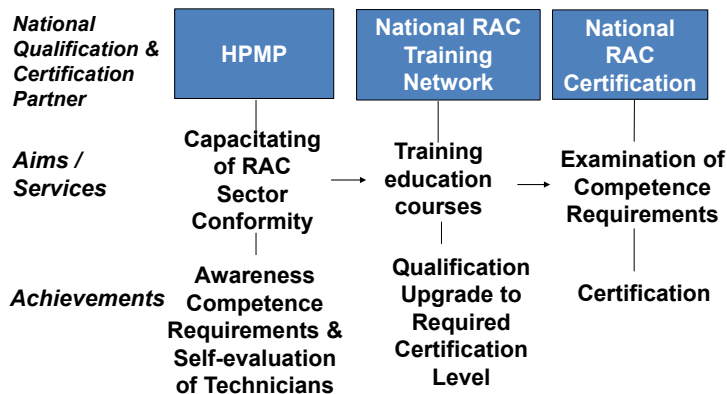 National
Qualification &
Certification
Partner
HPMP
National RAC
Training
Network
National
RAC
Certification
Aims /
Services
Capacitating
of RAC
Sector
Conformity
Training
education
courses
Examination of
Competence
Requirements
Achievements
Awareness
Competence
Requirements &
Self-evaluation
of Technicians
Qualification
Upgrade to
Required
Certification
Level
Certification